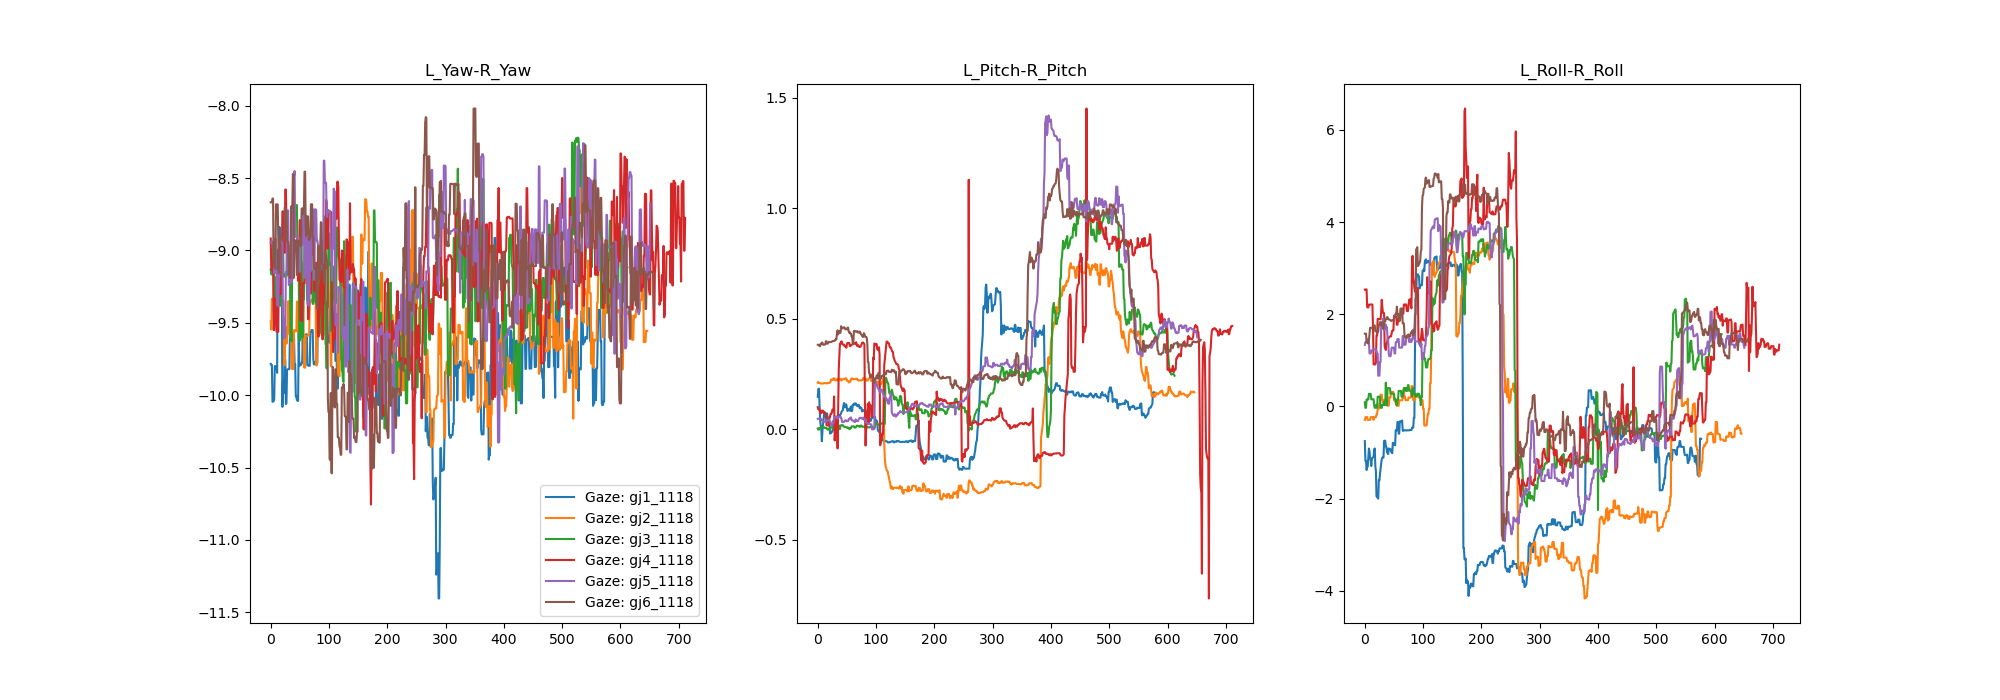 L_Yaw-R_Yaw
−8.0
−8.5
−9.0
−9.5
−10.0
−10.5
−11.0
−11.5
0 100 200 300 400 500 600 700
Gaze: gj1_1118
Gaze: gj2_1118
Gaze: gj3_1118
Gaze: gj4_1118
Gaze: gj5_1118
Gaze: gj6_1118
L_Pitch-R_Pitch
1.5
1.0
0.5
0.0
−0.5
0 100 200 300 400 500 600 700
L_Roll-R_Roll
6
4
2
0
−2
−4
0 100 200 300 400 500 600 700